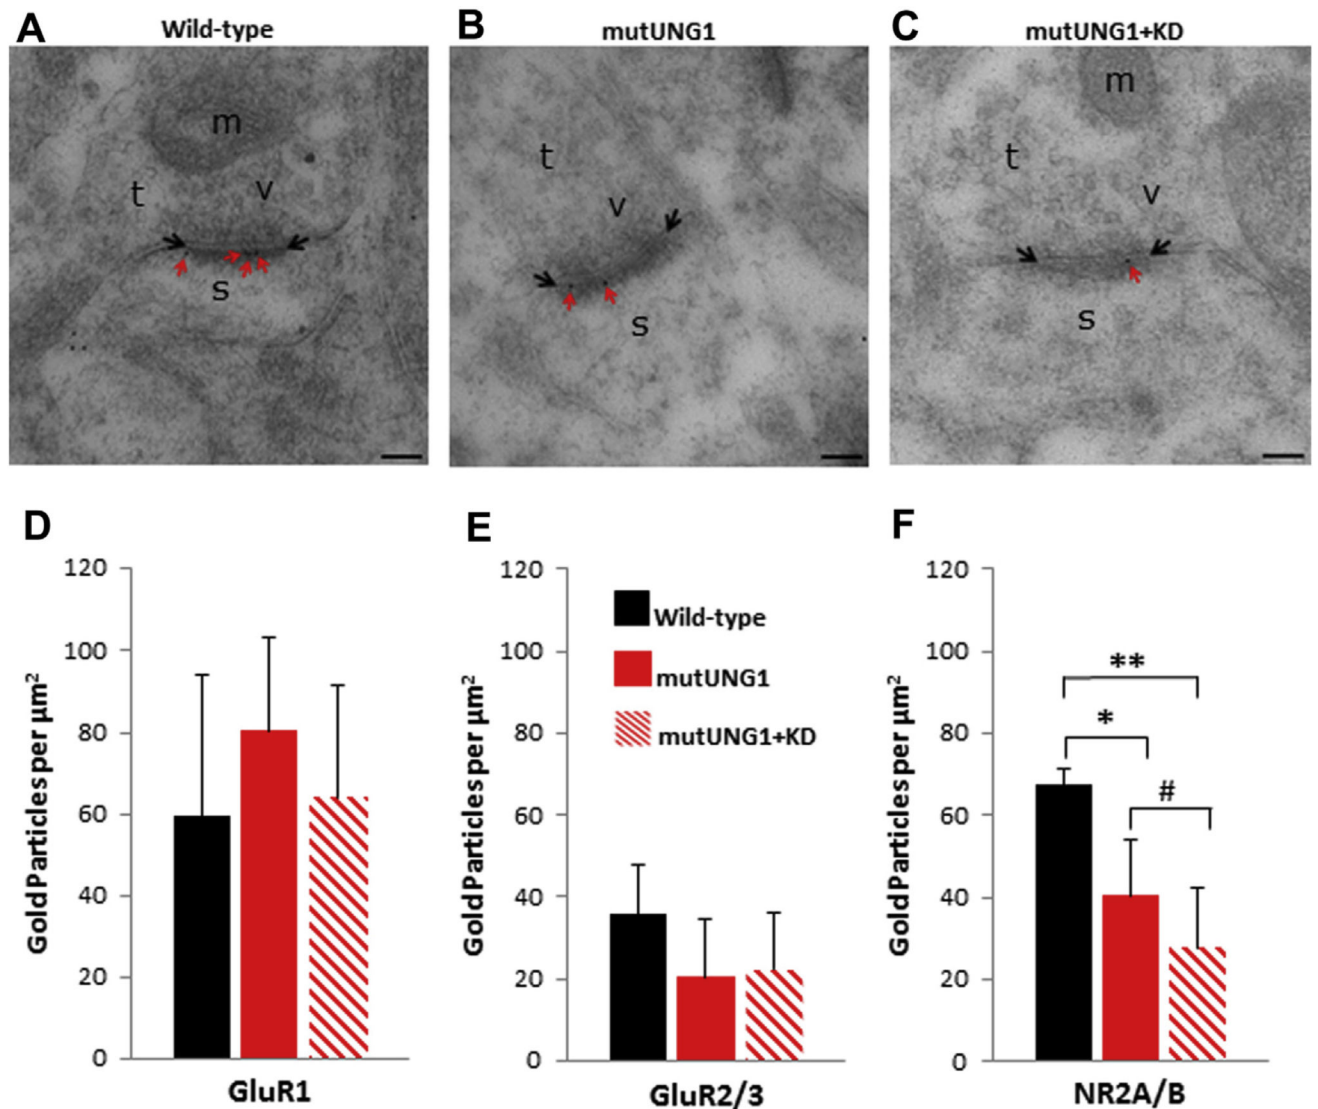 A Wild-type
B mutUNG1
C mutUNG1+KD
m
t
v
s
t
v
s
m
t
v
s
D
120
100
80
60
40
20
0
Gold Particles per µm²
GluR1
E
120
100
80
60
40
20
0
Gold Particles per µm²
Wild-type
mutUNG1
mutUNG1+KD
GluR2/3
F
120
100
80
60
40
20
0
Gold Particles per µm²
**
*
#
NR2A/B